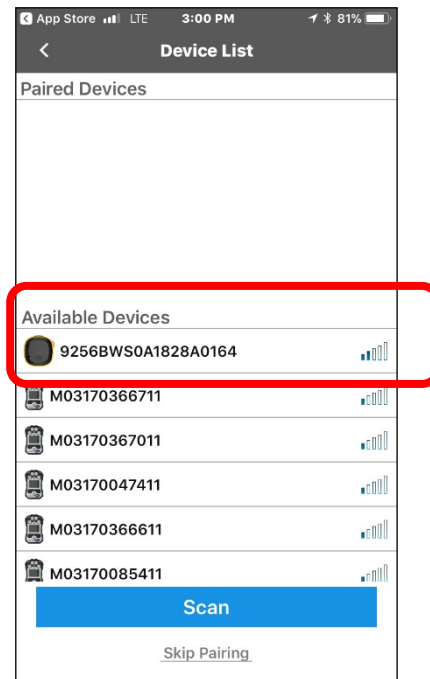 App Store LTE 3:00 PM 81%
Device List
Paired Devices
Available Devices
9256BWS0A1828A0164
M03170366711
M03170367011
M03170047411
M03170366611
M03170085411
Scan
Skip Pairing